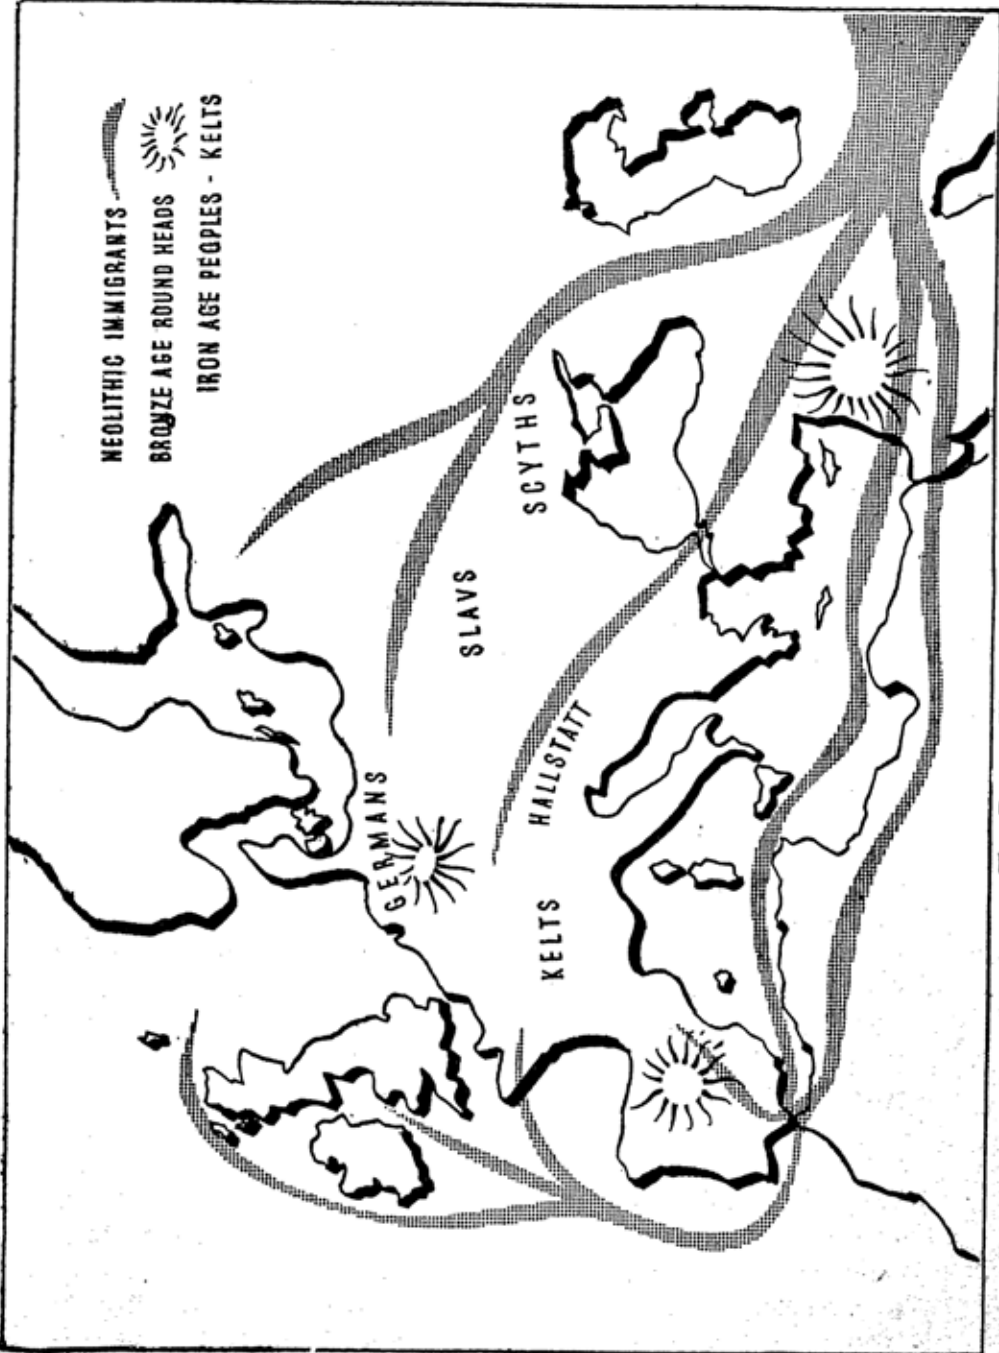 NEOLITHIC IMMIGRANTS
BRONZE AGE ROUND HEADS
IRON AGE PEOPLES - KELTS
SCYTHS
SLAVS
GERMANS
HALLSTATT
KELTS